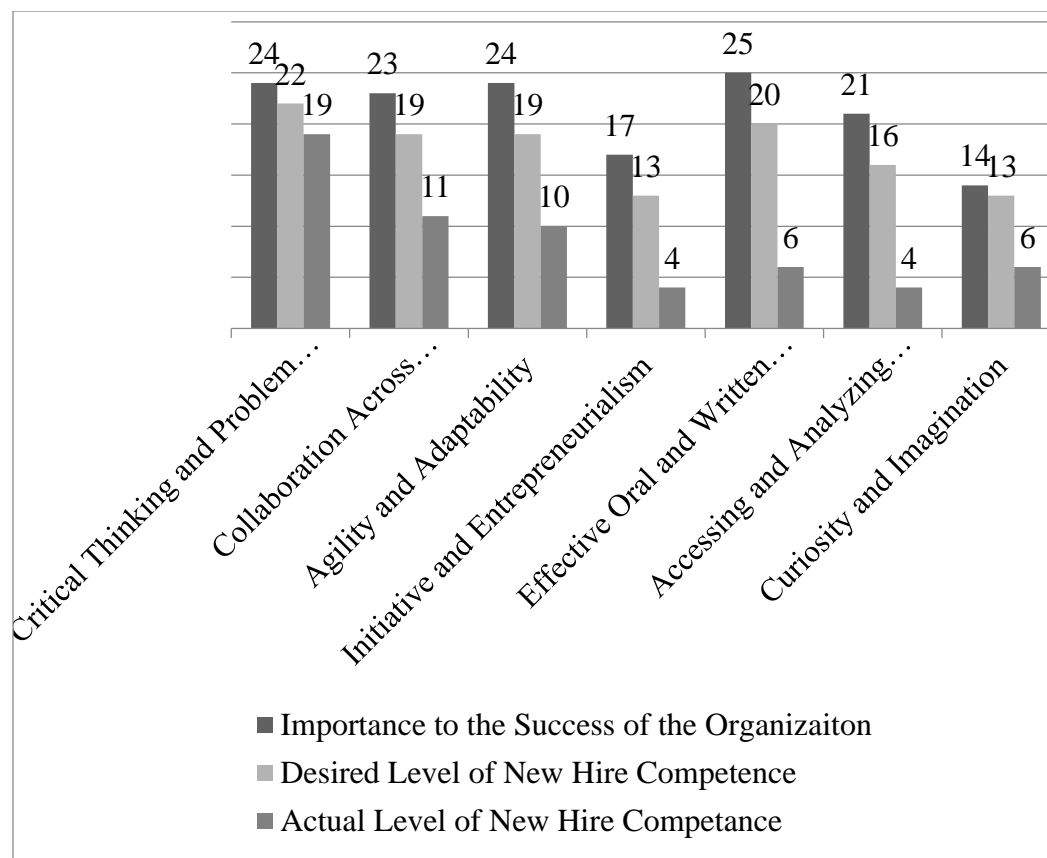 24
22
19
23
19
11
24
19
10
17
13
4
25
20
6
21
16
4
14
13
6
Critical Thinking and Problem…
Collaboration Across…
Agility and Adaptability
Initiative and Entrepreneurialism
Effective Oral and Written…
Accessing and Analyzing…
Curiosity and Imagination
Importance to the Success of the Organizaiton
Desired Level of New Hire Competence
Actual Level of New Hire Competance